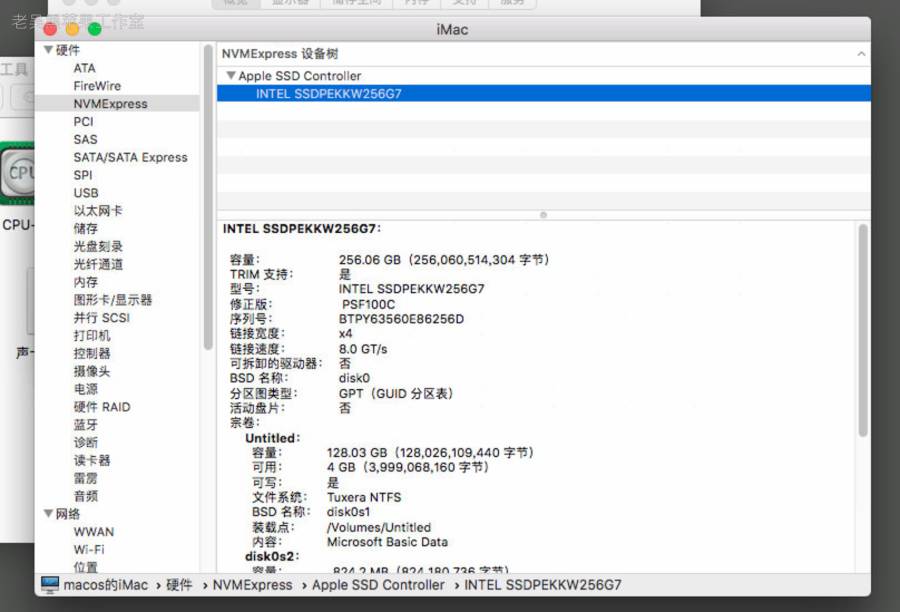 概览 显示器 储存空间 内存 支持 服务
iMac
工具
CPU
CPU-
声-
硬件
ATA
FireWire
NVMExpress
PCI
SAS
SATA/SATA Express
SPI
USB
以太网卡
储存
光盘刻录
光纤通道
内存
图形卡/显示器
并行 SCSI
打印机
控制器
摄像头
电源
硬件 RAID
蓝牙
诊断
读卡器
雷雳
音频
网络
WWAN
Wi-Fi
位置
NVMExpress 设备树
Apple SSD Controller
INTEL SSDPEKKW256G7
INTEL SSDPEKKW256G7:
容量: 256.06 GB（256,060,514,304 字节）
TRIM 支持: 是
型号: INTEL SSDPEKKW256G7
修正版: PSF100C
序列号: BTPY63560E86256D
链接宽度: x4
链接速度: 8.0 GT/s
可拆卸的驱动器: 否
BSD 名称: disk0
分区图类型: GPT（GUID 分区表）
活动盘片: 否
宗卷:
Untitled:
容量: 128.03 GB（128,026,109,440 字节）
可用: 4 GB（3,999,068,160 字节）
可写: 是
文件系统: Tuxera NTFS
BSD 名称: disk0s1
装载点: /Volumes/Untitled
内容: Microsoft Basic Data
disk0s2:
容量: 824.2 MB（824,180,736 字节）
macos的iMac › 硬件 › NVMExpress › Apple SSD Controller › INTEL SSDPEKKW256G7